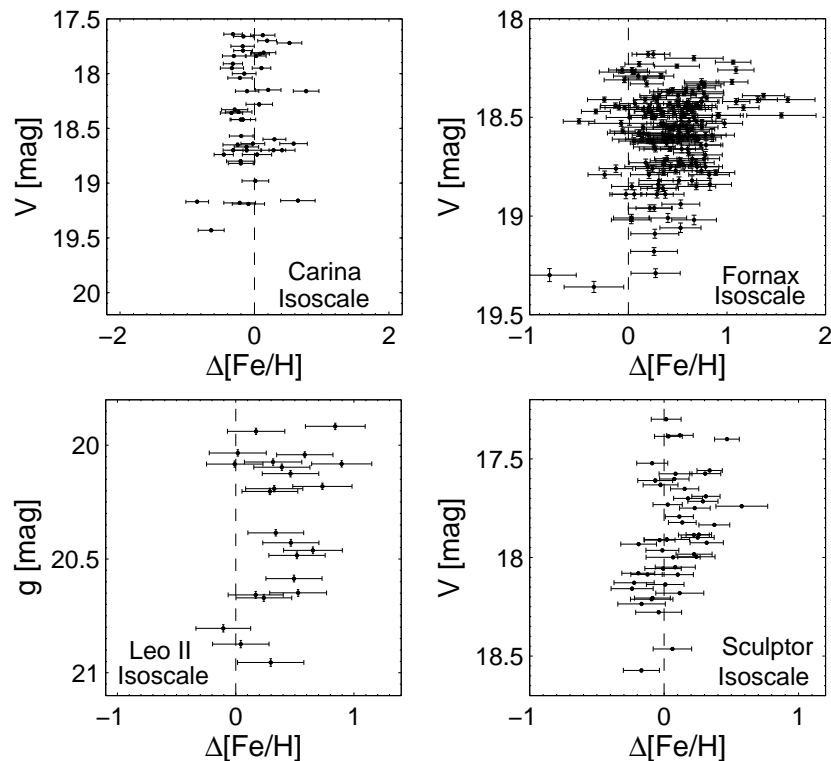 17.5
18
18.5
19
19.5
20
V [mag]
−2
0
2
Δ[Fe/H]
Carina
Isoscale
18
18.5
19
19.5
V [mag]
−1
0
1
2
Δ[Fe/H]
Fornax
Isoscale
20
20.5
21
g [mag]
−1
0
1
Δ[Fe/H]
Leo II
Isoscale
17.5
18
18.5
V [mag]
−1
0
1
Δ[Fe/H]
Sculptor
Isoscale